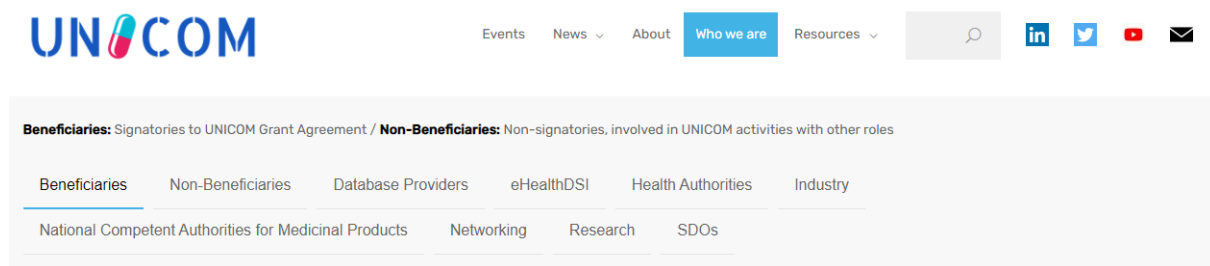 UNICOM
Events News About Who we are Resources
in
Beneficiaries: Signatories to UNICOM Grant Agreement / Non-Beneficiaries: Non-signatories, involved in UNICOM activities with other roles
Beneficiaries Non-Beneficiaries Database Providers eHealthDSI Health Authorities Industry
National Competent Authorities for Medicinal Products Networking Research SDOs